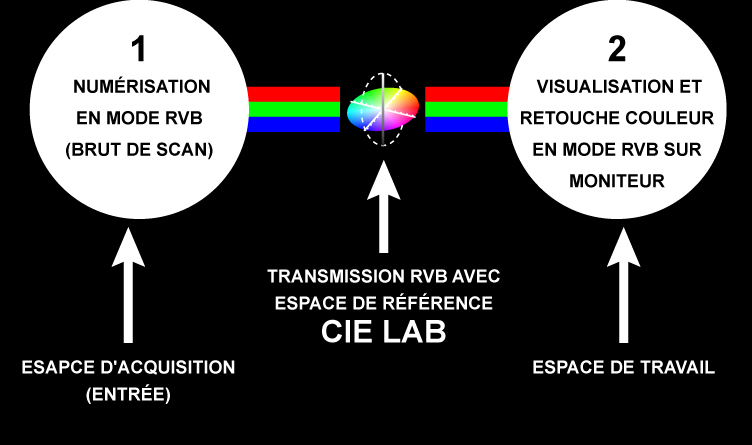 1
NUMÉRISATION
EN MODE RVB
(BRUT DE SCAN)
2
VISUALISATION ET
RETOUCHE COULEUR
EN MODE RVB SUR
MONITEUR
TRANSMISSION RVB AVEC
ESPACE DE RÉFÉRENCE
CIE LAB
ESAPCE D'ACQUISITION
(ENTRÉE)
ESPACE DE TRAVAIL